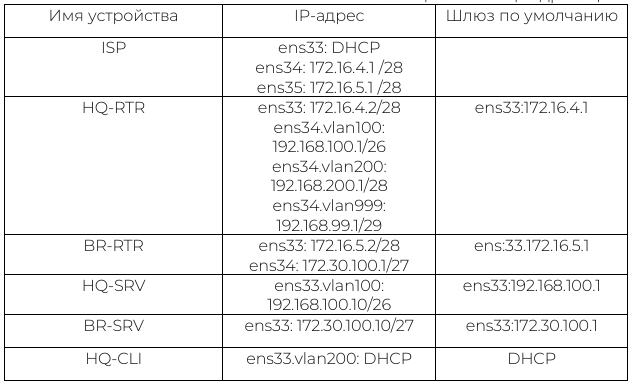 Имя устройства
IP-адрес
Шлюз по умолчанию
ISP
ens33: DHCP
ens34: 172.16.4.1 /28
ens35: 172.16.5.1 /28
HQ-RTR
ens33: 172.16.4.2/28
ens34.vlan100:
192.168.100.1/26
ens34.vlan200:
192.168.200.1/28
ens34.vlan999:
192.168.99.1/29
ens33:172.16.4.1
BR-RTR
ens33: 172.16.5.2/28
ens34: 172.30.100.1/27
ens:33.172.16.5.1
HQ-SRV
ens33.vlan100:
192.168.100.10/26
ens33:192.168.100.1
BR-SRV
ens33: 172.30.100.10/27
ens33:172.30.100.1
HQ-CLI
ens33.vlan200: DHCP
DHCP